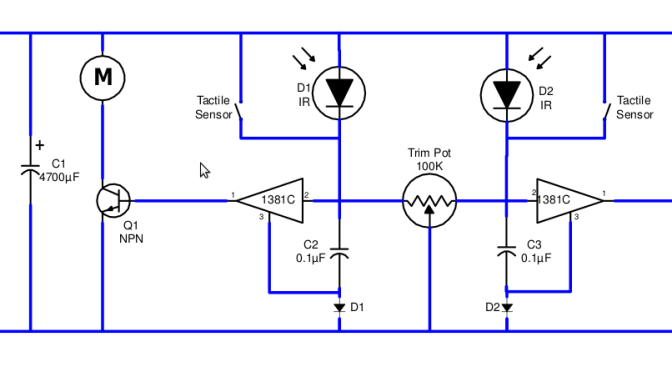 M
D1
IR
Tactile
Sensor
D2
IR
Tactile
Sensor
+
C1
4700µF
Trim Pot
100K
1
1381C
2
3
2
1381C
1
3
Q1
NPN
C2
0.1µF
C3
0.1µF
D1
D2